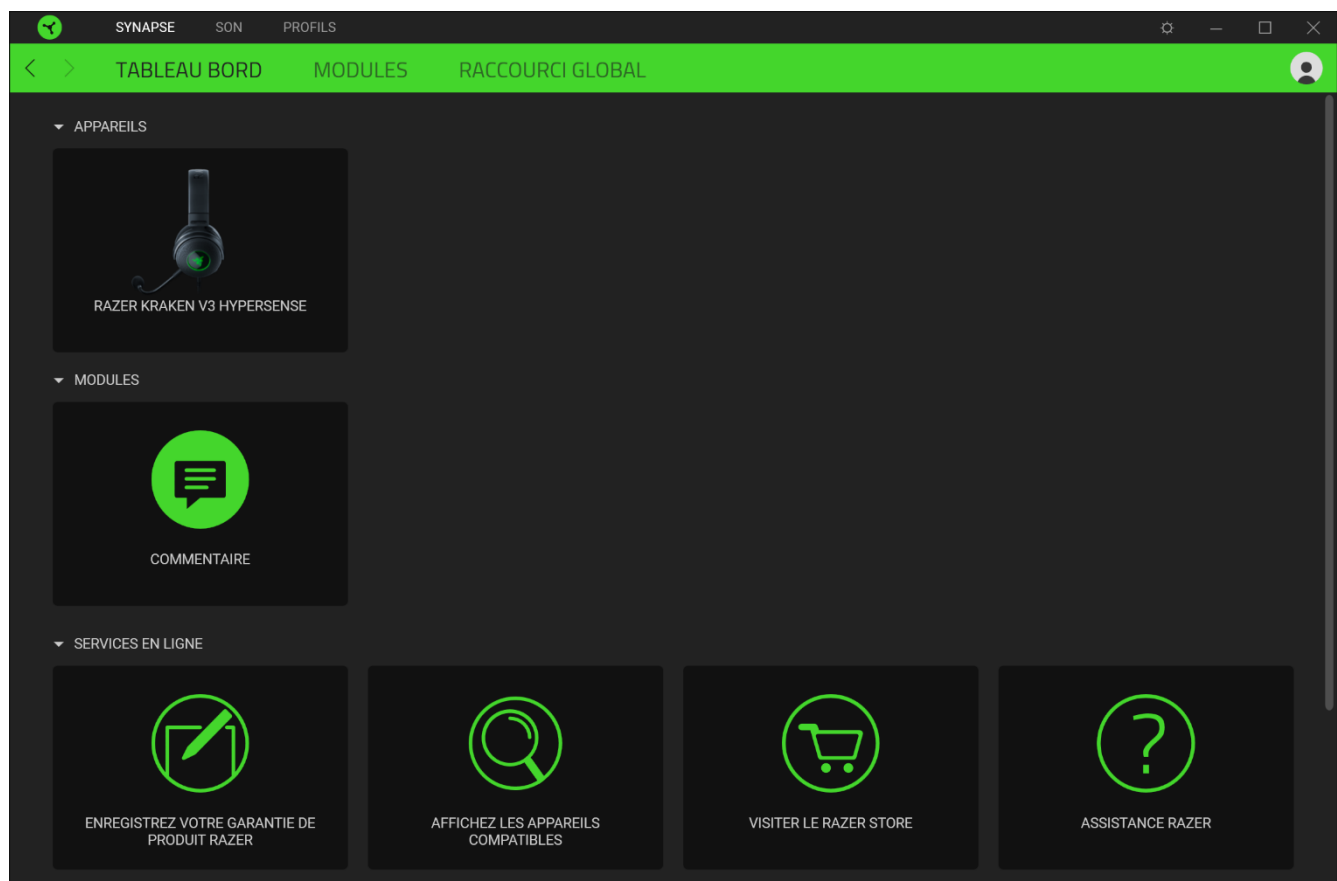 SYNAPSE SON PROFILS
TABLEAU BORD MODULES RACCOURCI GLOBAL
APPAREILS
RAZER KRAKEN V3 HYPERSENSE
MODULES
COMMENTAIRE
SERVICES EN LIGNE
ENREGISTREZ VOTRE GARANTIE DE
PRODUIT RAZER
AFFICHEZ LES APPAREILS
COMPATIBLES
VISITER LE RAZER STORE
ASSISTANCE RAZER